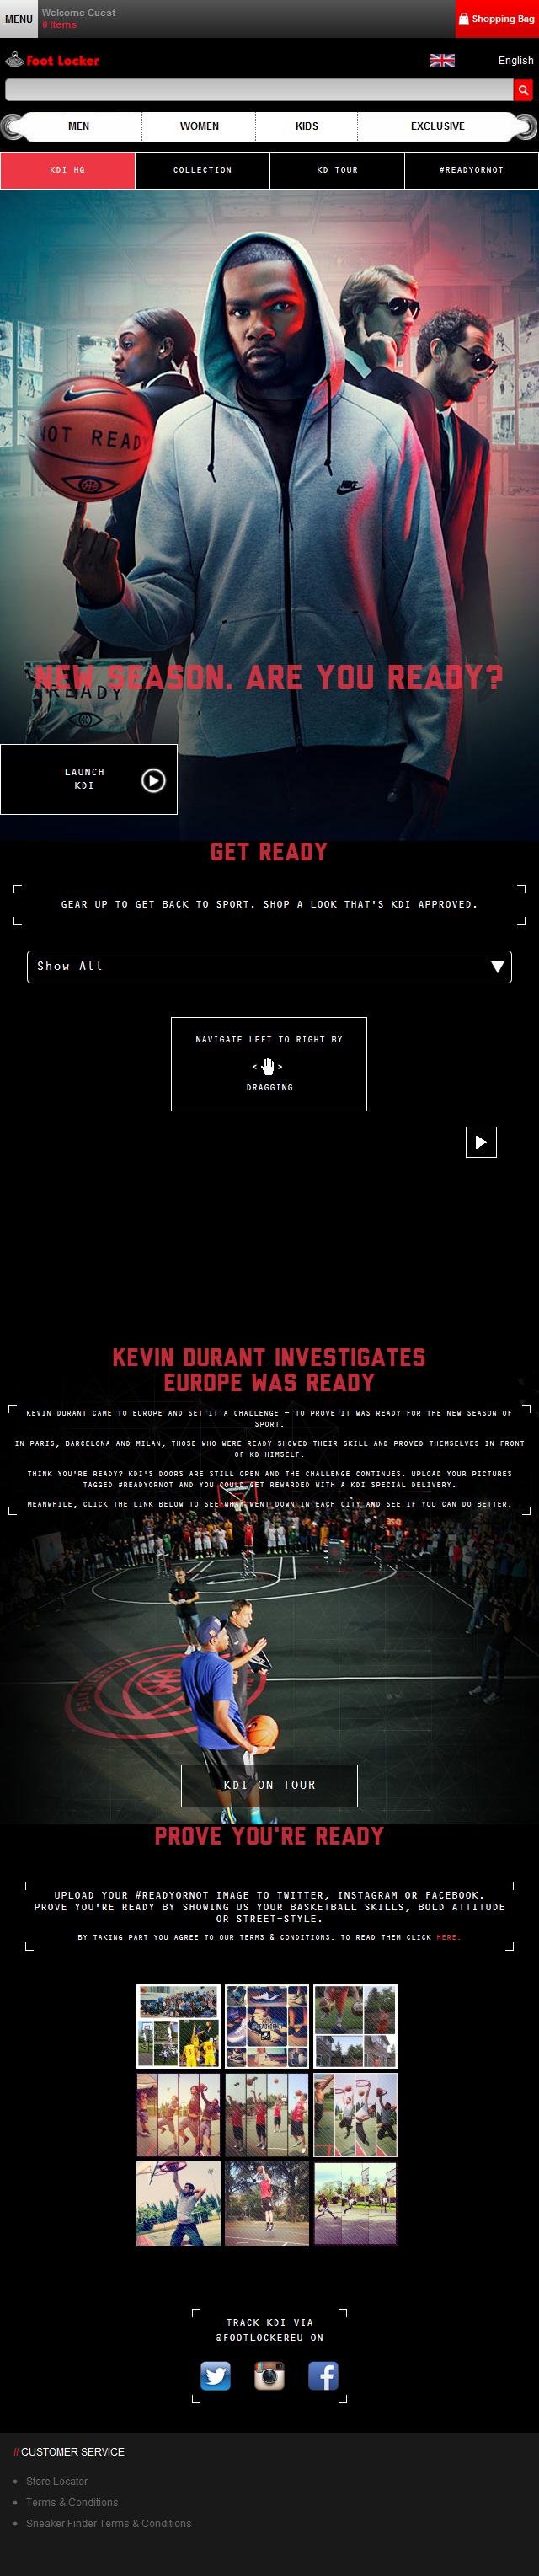 MENU
Welcome Guest
0 Items
Shopping Bag
Foot Locker
English
MEN
WOMEN
KIDS
EXCLUSIVE
KDI HQ
COLLECTION
KD TOUR
#READYORNOT
NOT READY
READY
NEW SEASON. ARE YOU READY?
LAUNCH
KDI
GET READY
GEAR UP TO GET BACK TO SPORT. SHOP A LOOK THAT'S KDI APPROVED.
Show All
NAVIGATE LEFT TO RIGHT BY
< >
DRAGGING
KEVIN DURANT INVESTIGATES
EUROPE WAS READY
KEVIN DURANT CAME TO EUROPE AND SET IT A CHALLENGE – TO PROVE IT WAS READY FOR THE NEW SEASON OF
SPORT.
IN PARIS, BARCELONA AND MILAN, THOSE WHO WERE READY SHOWED THEIR SKILL AND PROVED THEMSELVES IN FRONT
OF KD HIMSELF.
THINK YOU'RE READY? KDI'S DOORS ARE STILL OPEN AND THE CHALLENGE CONTINUES. UPLOAD YOUR PICTURES
TAGGED #READYORNOT AND YOU COULD GET REWARDED WITH A KDI SPECIAL DELIVERY.
MEANWHILE, CLICK THE LINK BELOW TO SEE WHAT WENT DOWN IN EACH CITY AND SEE IF YOU CAN DO BETTER.
KDI ON TOUR
PROVE YOU'RE READY
UPLOAD YOUR #READYORNOT IMAGE TO TWITTER, INSTAGRAM OR FACEBOOK.
PROVE YOU'RE READY BY SHOWING US YOUR BASKETBALL SKILLS, BOLD ATTITUDE
OR STREET-STYLE.
BY TAKING PART YOU AGREE TO OUR TERMS & CONDITIONS. TO READ THEM CLICK HERE.
TRACK KDI VIA
@FOOTLOCKEREU ON
// CUSTOMER SERVICE
Store Locator
Terms & Conditions
Sneaker Finder Terms & Conditions